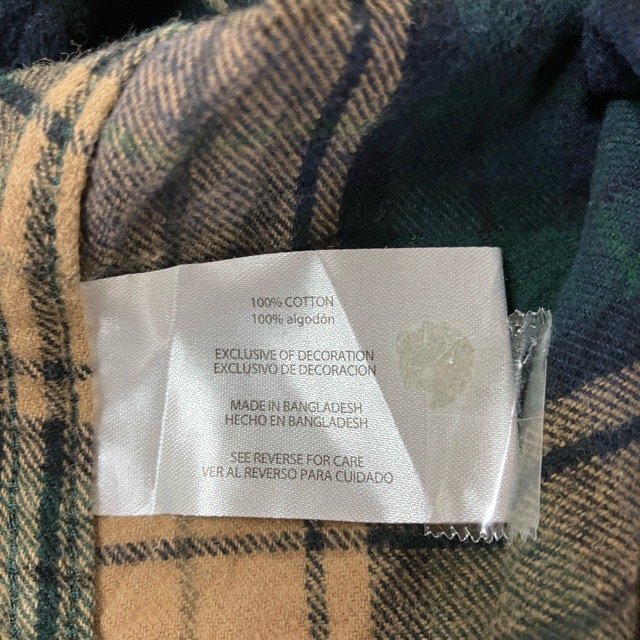 100% COTTON
100% algodón
EXCLUSIVE OF DECORATION
EXCLUSIVO DE DECORACION
MADE IN BANGLADESH
HECHO EN BANGLADESH
SEE REVERSE FOR CARE
VER AL REVERSO PARA CUIDADO